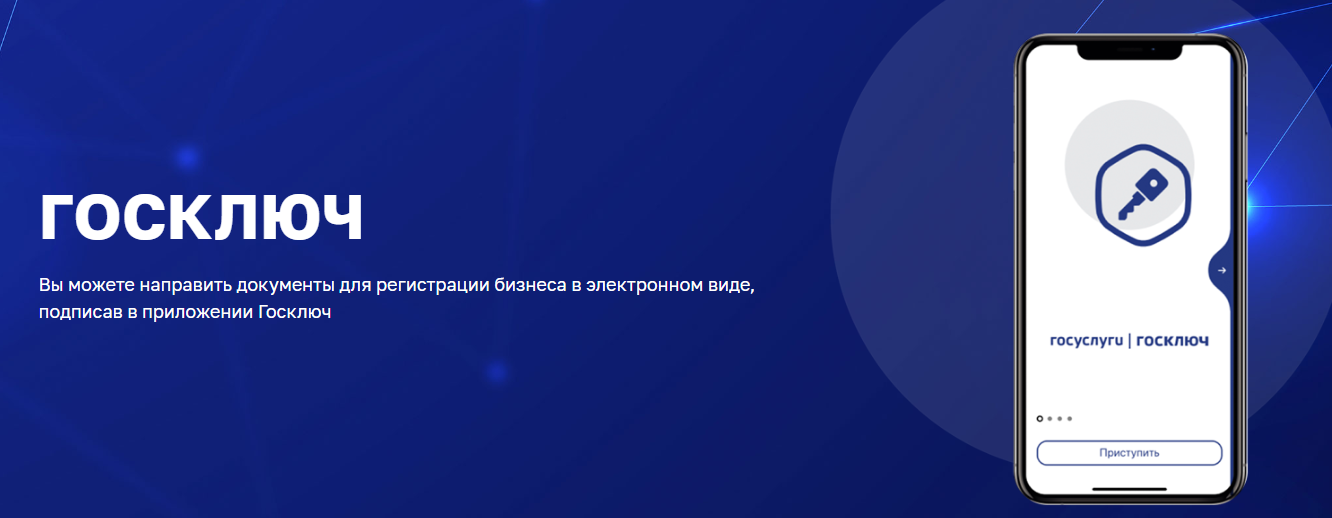 ГОСКЛЮЧ
Вы можете направить документы для регистрации бизнеса в электронном виде,
подписав в приложении Госключ
госуслуги | госключ
Приступить